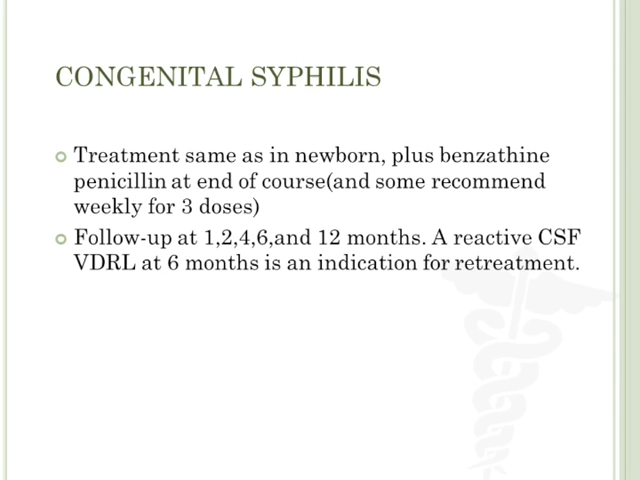 CONGENITAL SYPHILIS
Treatment same as in newborn, plus benzathine
penicillin at end of course(and some recommend
weekly for 3 doses)
Follow-up at 1,2,4,6,and 12 months. A reactive CSF
VDRL at 6 months is an indication for retreatment.